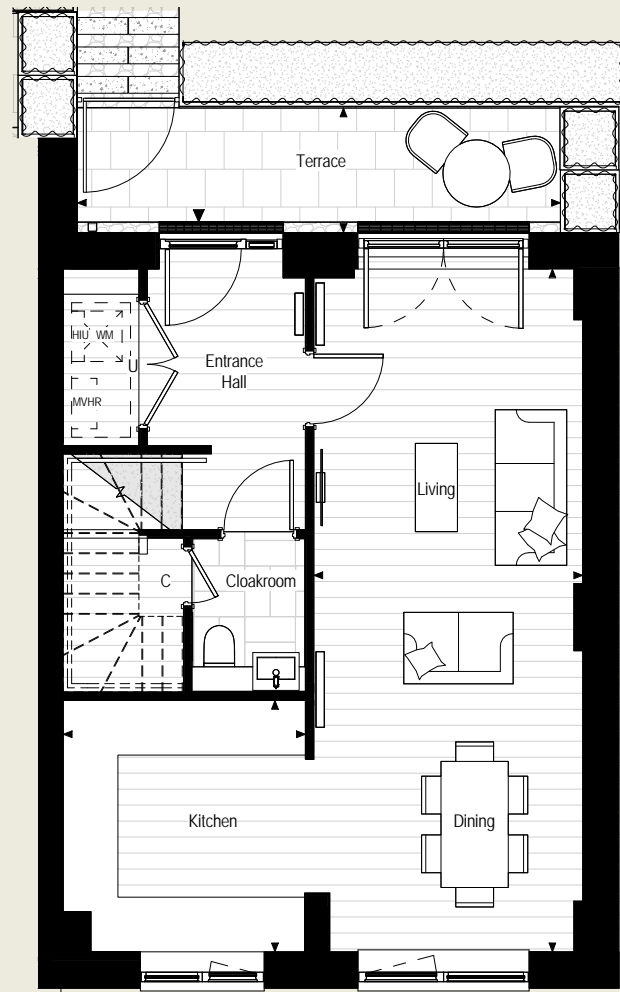 Terrace
HIU WM
U
Entrance
Hall
MVHR
Living
C
Cloakroom
Kitchen
Dining